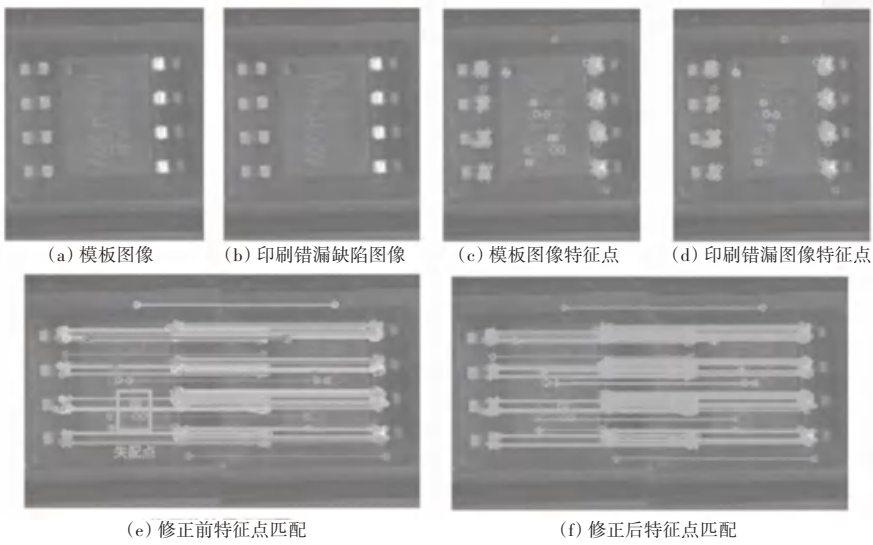 (a)模板图像
(b)印刷错漏缺陷图像
(c)模板图像特征点
(d)印刷错漏图像特征点
失配点
(e)修正前特征点匹配
(f)修正后特征点匹配